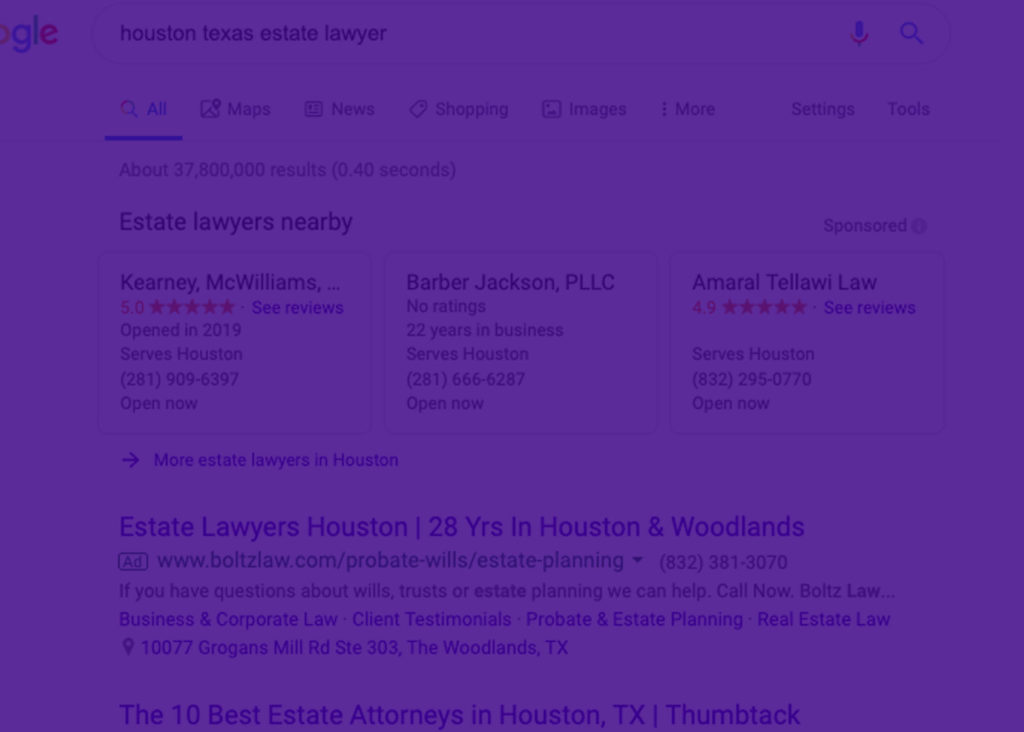 ogle houston texas estate lawyer
All Maps News Shopping Images More Settings Tools
About 37,800,000 results (0.40 seconds)
Estate lawyers nearby Sponsored
Kearney, McWilliams, ...
5.0 ★★★★★ · See reviews
Opened in 2019
Serves Houston
(281) 909-6397
Open now
Barber Jackson, PLLC
No ratings
22 years in business
Serves Houston
(281) 666-6287
Open now
Amaral Tellawi Law
4.9 ★★★★★ · See reviews
Serves Houston
(832) 295-0770
Open now
→ More estate lawyers in Houston
Estate Lawyers Houston | 28 Yrs In Houston & Woodlands
Ad www.boltzlaw.com/probate-wills/estate-planning (832) 381-3070
If you have questions about wills, trusts or estate planning we can help. Call Now. Boltz Law...
Business & Corporate Law · Client Testimonials · Probate & Estate Planning · Real Estate Law
10077 Grogans Mill Rd Ste 303, The Woodlands, TX
The 10 Best Estate Attorneys in Houston, TX | Thumbtack